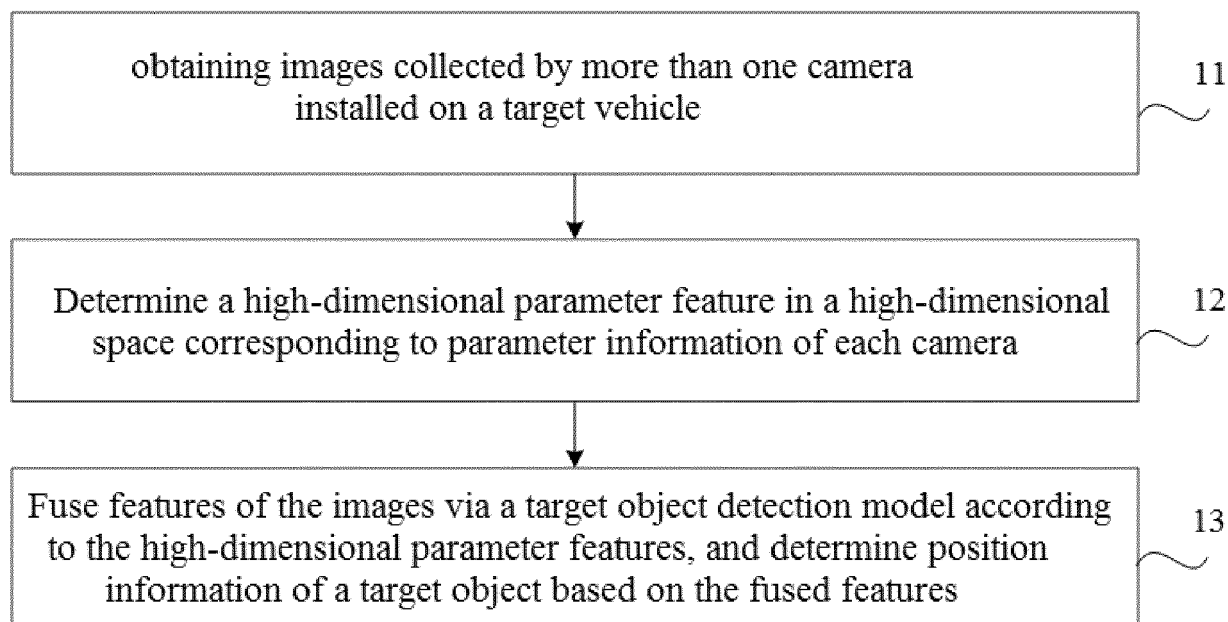 obtaining images collected by more than one camera
installed on a target vehicle
11
Determine a high-dimensional parameter feature in a high-dimensional
space corresponding to parameter information of each camera
12
Fuse features of the images via a target object detection model according
to the high-dimensional parameter features, and determine position
information of a target object based on the fused features
13